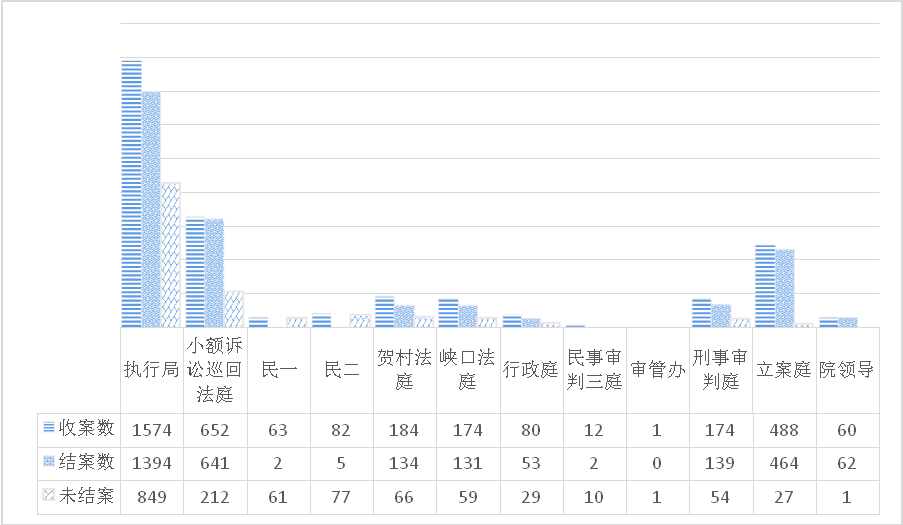 执行局 小额诉讼巡回法庭 民一 民二 贺村法庭 峡口法庭 行政庭 民事审判三庭 审管办 刑事审判庭 立案庭 院领导
收案数 1574 652 63 82 184 174 80 12 1 174 488 60
结案数 1394 641 2 5 134 131 53 2 0 139 464 62
未结案 849 212 61 77 66 59 29 10 1 54 27 1